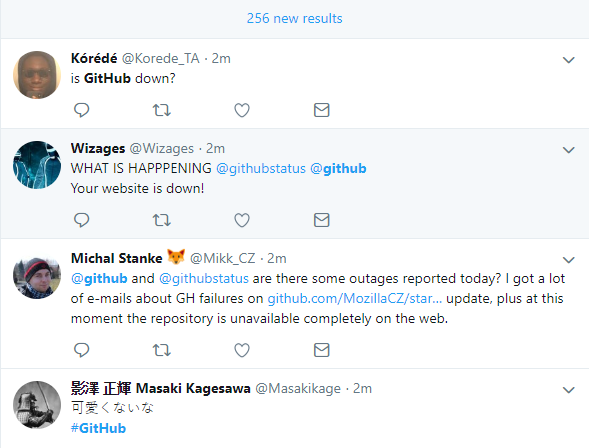 256 new results
Kórédé @Korede_TA · 2m
is GitHub down?
Wizages @Wizages · 2m
WHAT IS HAPPPENING @githubstatus @github
Your website is down!
Michal Stanke 🦊 @Mikk_CZ · 2m
@github and @githubstatus are there some outages reported today? I got a lot
of e-mails about GH failures on github.com/MozillaCZ/star... update, plus at this
moment the repository is unavailable completely on the web.
影澤 正輝 Masaki Kagesawa @Masakikage · 2m
可愛くないな
#GitHub